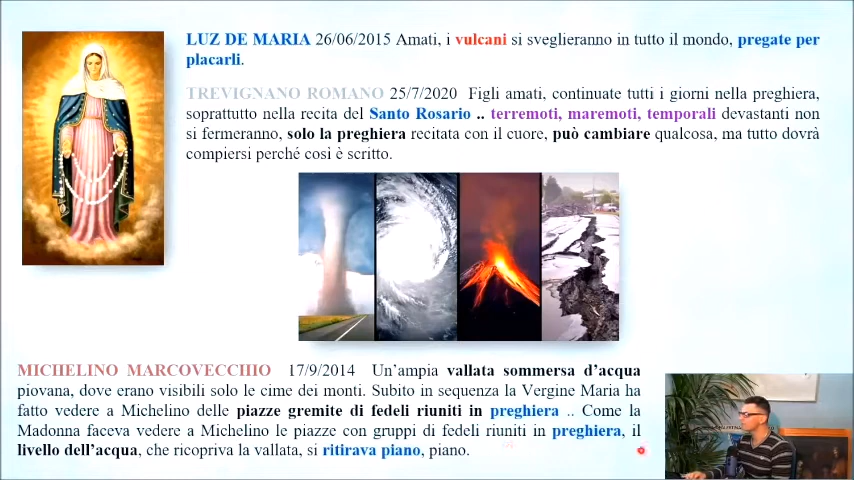 LUZ DE MARIA 26/06/2015 Amati, i vulcani si sveglieranno in tutto il mondo, pregate per
placarli.
TREVIGNANO ROMANO 25/7/2020 Figli amati, continuate tutti i giorni nella preghiera,
soprattutto nella recita del Santo Rosario .. terremoti, maremoti, temporali devastanti non
si fermeranno, solo la preghiera recitata con il cuore, può cambiare qualcosa, ma tutto dovrà
compiersi perché così è scritto.
MICHELINO MARCOVECCHIO 17/9/2014 Un’ampia vallata sommersa d’acqua
piovana, dove erano visibili solo le cime dei monti. Subito in sequenza la Vergine Maria ha
fatto vedere a Michelino delle piazze gremite di fedeli riuniti in preghiera .. Come la
Madonna faceva vedere a Michelino le piazze con gruppi di fedeli riuniti in preghiera, il
livello dell’acqua, che ricopriva la vallata, si ritirava piano, piano.